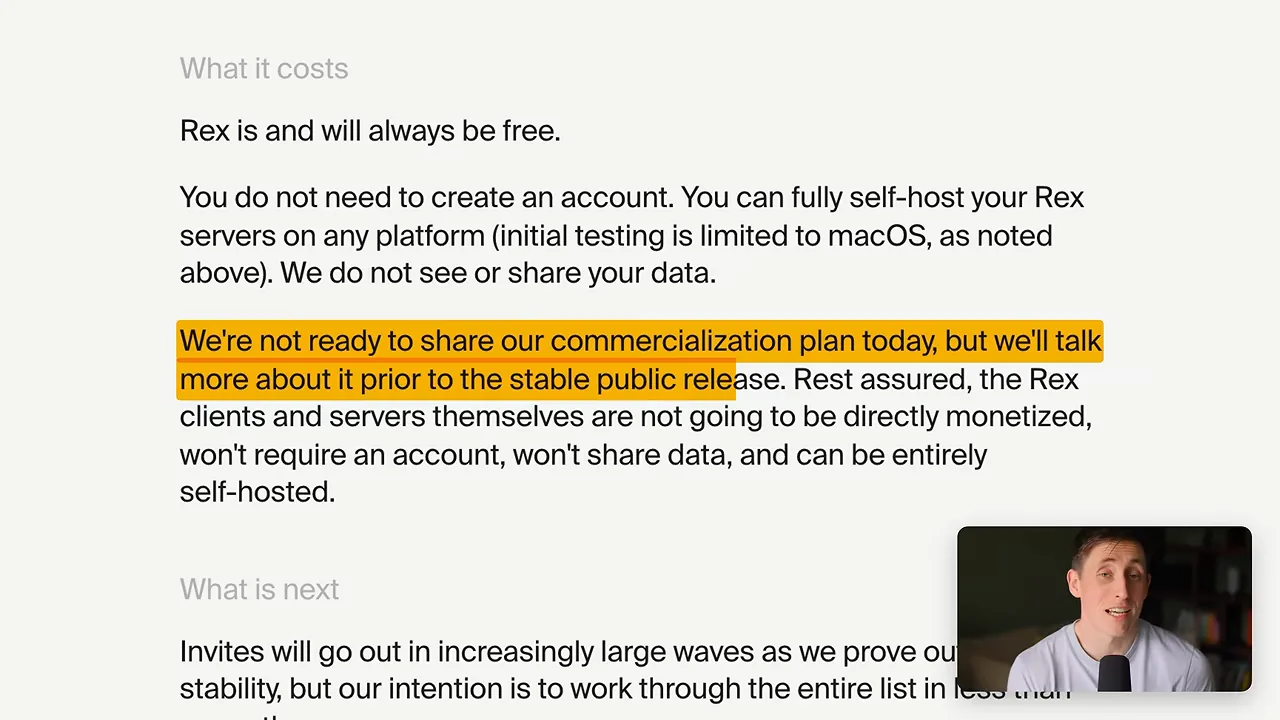 What it costs
Rex is and will always be free.
You do not need to create an account. You can fully self-host your Rex
servers on any platform (initial testing is limited to macOS, as noted
above). We do not see or share your data.
We're not ready to share our commercialization plan today, but we'll talk
more about it prior to the stable public release. Rest assured, the Rex
clients and servers themselves are not going to be directly monetized,
won't require an account, won't share data, and can be entirely
self-hosted.
What is next
Invites will go out in increasingly large waves as we prove
stability, but our intention is to work through the entire list in less than